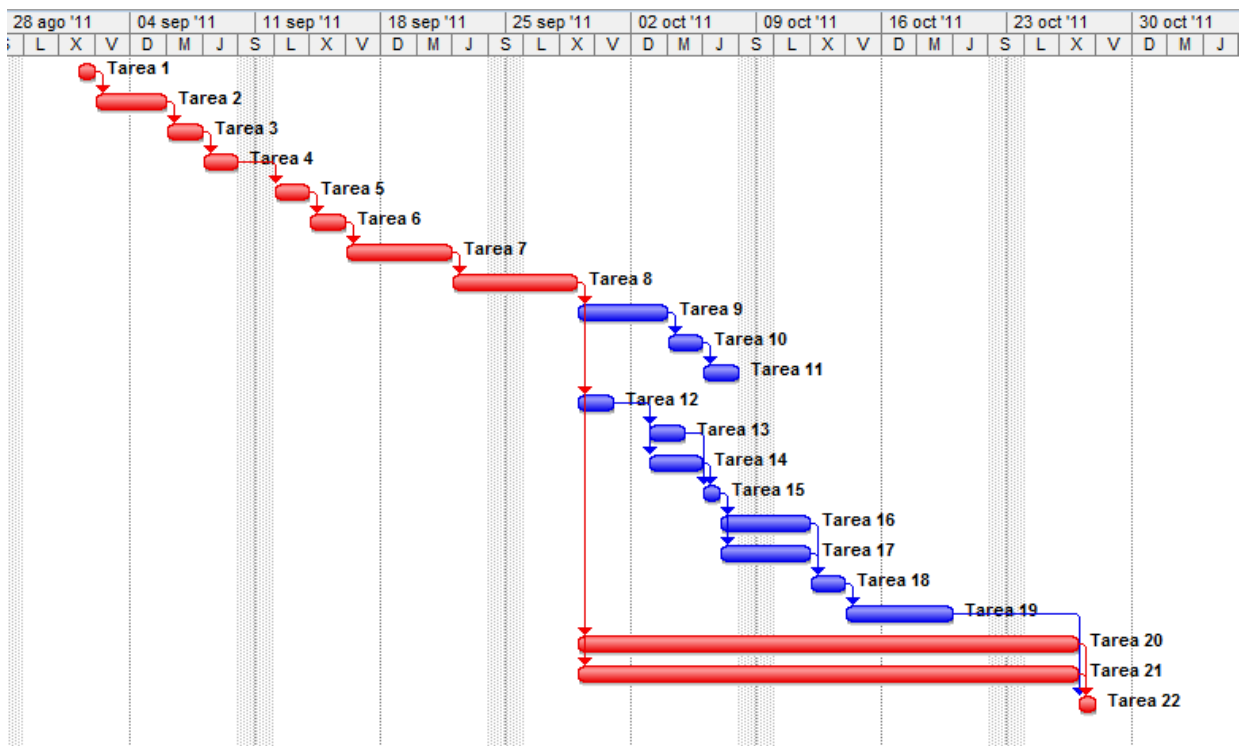 28 ago '11 04 sep '11 11 sep '11 18 sep '11 25 sep '11 02 oct '11 09 oct '11 16 oct '11 23 oct '11 30 oct '11
L X V D M J S L X V D M J S L X V D M J S L X V D M J S L X V D M J
Tarea 1
Tarea 2
Tarea 3
Tarea 4
Tarea 5
Tarea 6
Tarea 7
Tarea 8
Tarea 9
Tarea 10
Tarea 11
Tarea 12
Tarea 13
Tarea 14
Tarea 15
Tarea 16
Tarea 17
Tarea 18
Tarea 19
Tarea 20
Tarea 21
Tarea 22